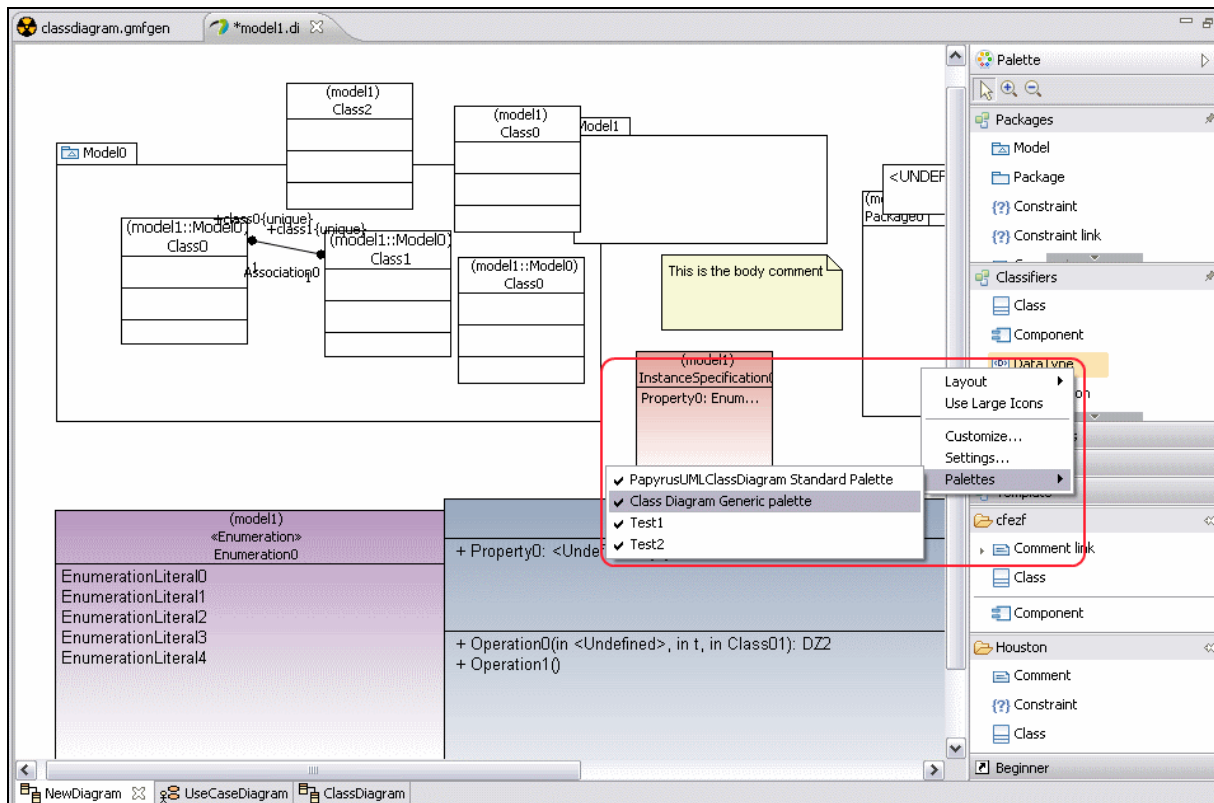 classdiagram.gmfgen
*model1.di
(model1)
Class2
(model1)
Class0
Model1
Model0
<UNDEF
Package0
+class0{unique}
+class1{unique}
(model1::Model0)
Class0
(model1::Model0)
Class1
1
Association0
1
(model1::Model0)
Class0
This is the body comment
(model1)
InstanceSpecification0
Property0: Enum...
(model1)
«Enumeration»
Enumeration0
EnumerationLiteral0
EnumerationLiteral1
EnumerationLiteral2
EnumerationLiteral3
EnumerationLiteral4
+ Property0: <Unde
+ Operation0(in <Undefined>, in t, in Class01): DZ2
+ Operation1()
PapyrusUMLClassDiagram Standard Palette
Class Diagram Generic palette
Test1
Test2
Layout
Use Large Icons
Customize...
Settings...
Palettes
Palette
Packages
Model
Package
{?} Constraint
{?} Constraint link
Classifiers
Class
Component
DataType
on
Template
cfezf
Comment link
Class
Component
Houston
Comment
{?} Constraint
Class
Beginner
NewDiagram
UseCaseDiagram
ClassDiagram